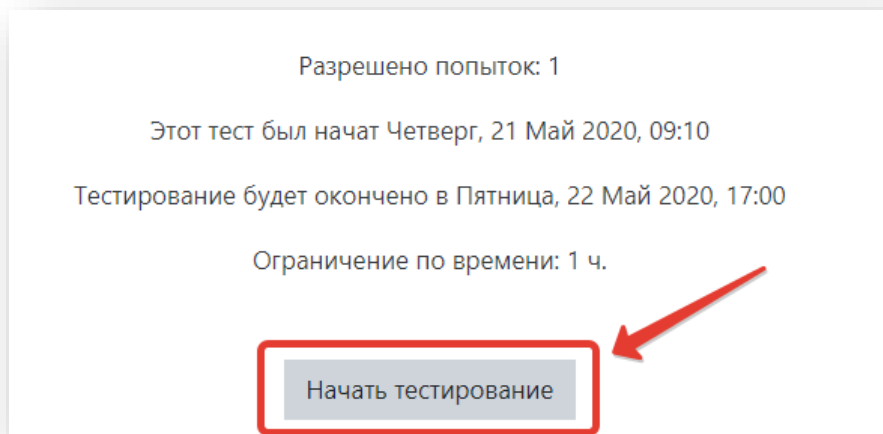 Разрешено попыток: 1
Этот тест был начат Четверг, 21 Май 2020, 09:10
Тестирование будет окончено в Пятница, 22 Май 2020, 17:00
Ограничение по времени: 1 ч.
Начать тестирование